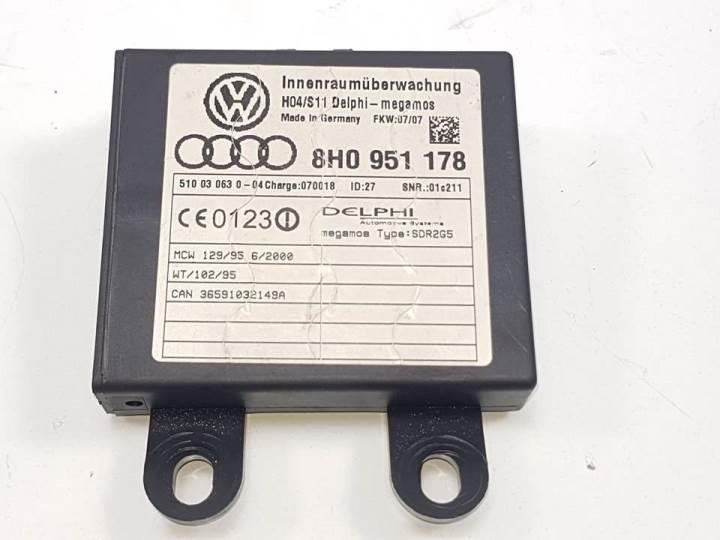 Innenraumüberwachung
H04/S11 Delphi-megamos
Made in Germany FKW:07/07
8H0 951 178
510 03 063 0-04 Charge:070018 ID:27 SNR.:01c211
CE0123
DELPHI
Automotive Systems
megamos Type:SDR2G5
MCW 129/95 6/2000
WT/102/95
CAN 36591032149A